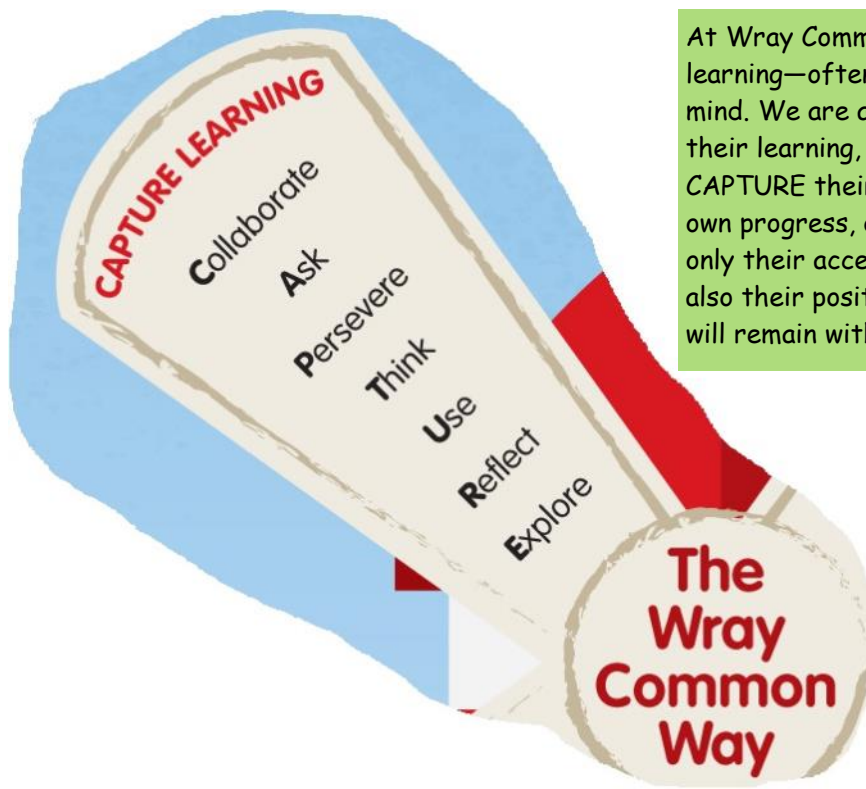 CAPTURE LEARNING
Collaborate
Ask
Persevere
Think
Use
Reflect
Explore
The
Wray
Common
Way
At Wray Comm
learning—often
mind. We are a
their learning,
CAPTURE their
own progress,
only their acce
also their posit
will remain with